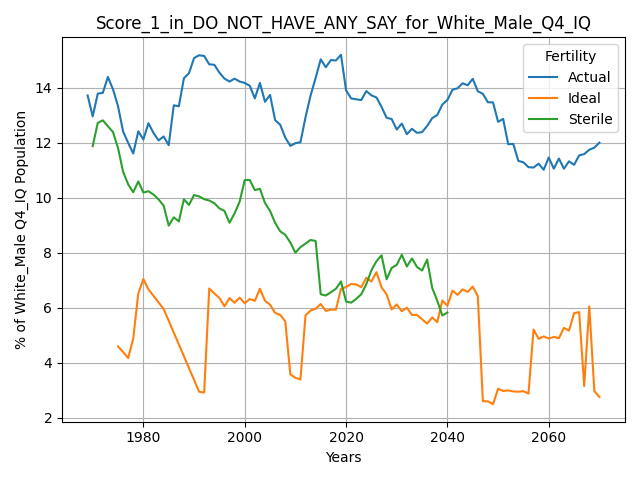 Score_1_in_DO_NOT_HAVE_ANY_SAY_for_White_Male_Q4_IQ
Fertility
Actual
Ideal
Sterile
% of White_Male Q4_IQ Population
14
12
10
8
6
4
2
1980
2000
2020
2040
2060
Years